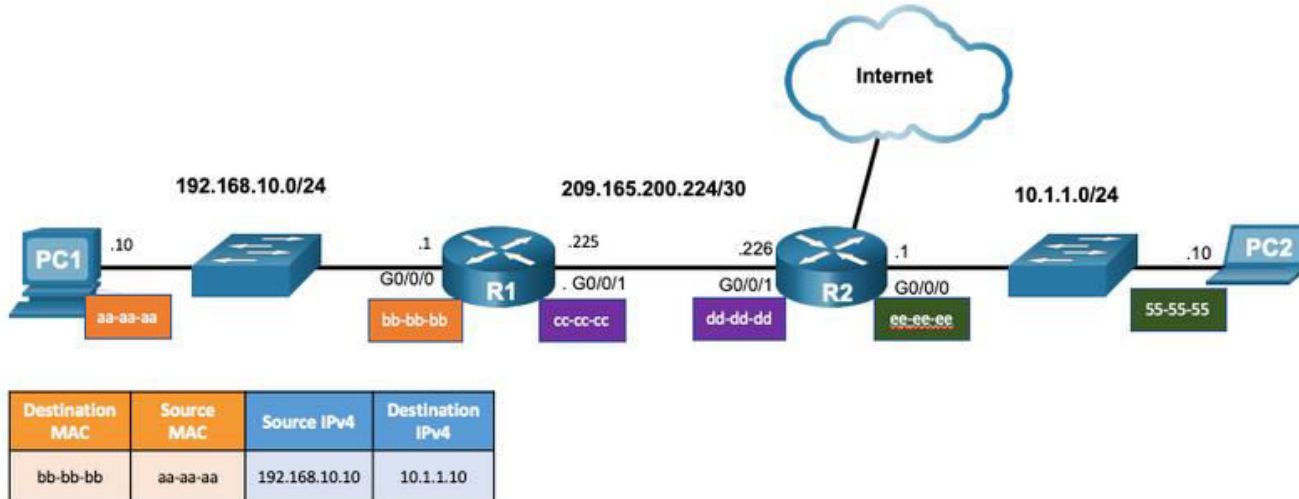 Internet
192.168.10.0/24
209.165.200.224/30
10.1.1.0/24
PC1
.10
.1
G0/0/0
R1
.225
. G0/0/1
.226
G0/0/1
R2
.1
G0/0/0
.10
PC2
aa-aa-aa
bb-bb-bb
cc-cc-cc
dd-dd-dd
ee-ee-ee
55-55-55
Destination MAC Source MAC Source IPv4 Destination IPv4
bb-bb-bb aa-aa-aa 192.168.10.10 10.1.1.10